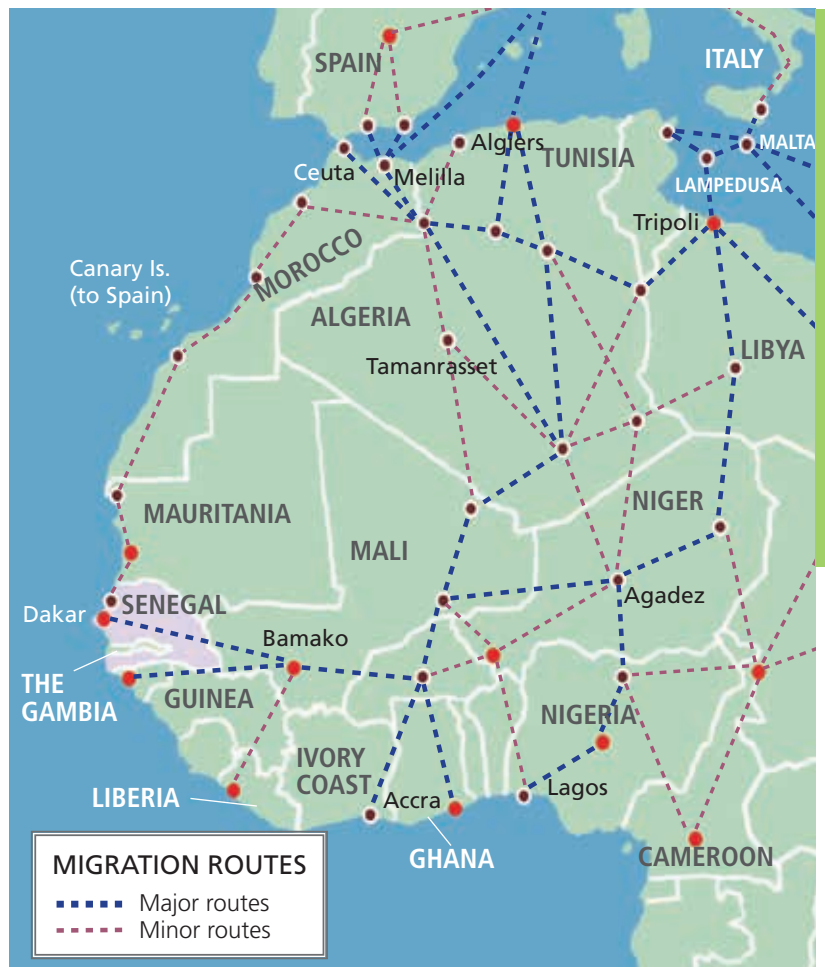 SPAIN
ITALY
Algiers
TUNISIA
MALTA
Ceuta
Melilla
LAMPEDUSA
Tripoli
MOROCCO
Canary Is.
(to Spain)
ALGERIA
LIBYA
Tamanrasset
NIGER
MAURITANIA
MALI
Agadez
SENEGAL
Dakar
Bamako
THE
GAMBIA
GUINEA
NIGERIA
IVORY
COAST
Lagos
Accra
LIBERIA
GHANA
CAMEROON
MIGRATION ROUTES
Major routes
Minor routes